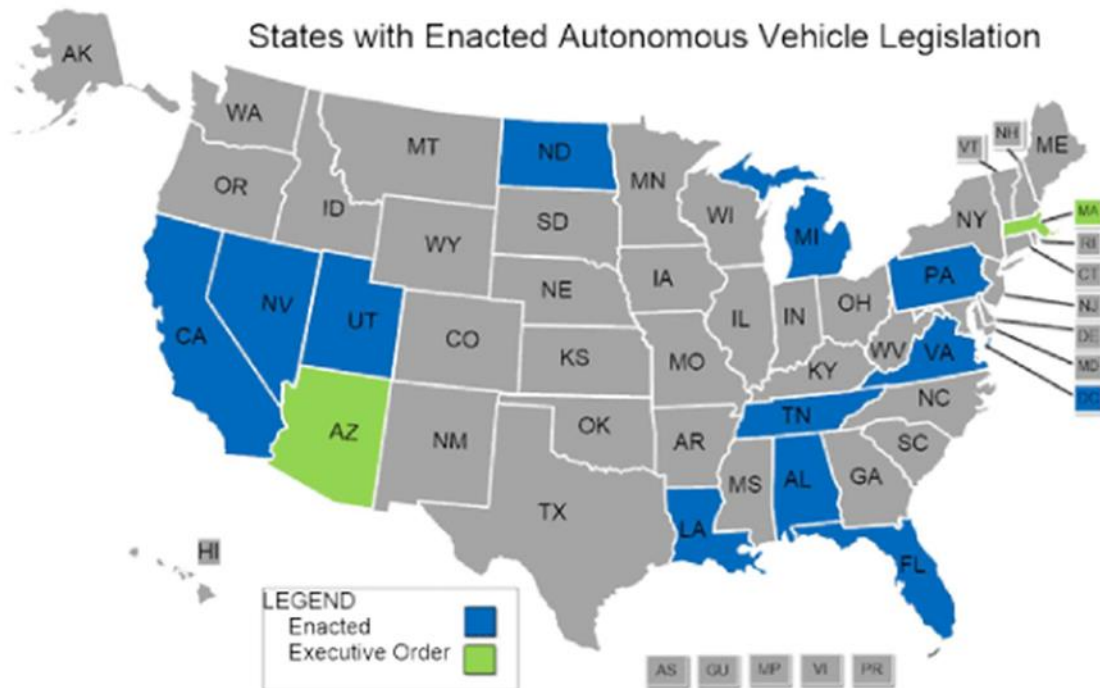 States with Enacted Autonomous Vehicle Legislation
AK
WA
MT
ND
MN
VT
NH
ME
OR
ID
SD
WI
NY
MA
WY
MI
RI
IA
NE
PA
CT
NV
UT
CA
CO
IL
IN
OH
NJ
KS
MO
WV
VA
DE
KY
MD
NC
DC
TN
AZ
NM
OK
AR
SC
MS
AL
GA
TX
LA
HI
FL
LEGEND
Enacted
Executive Order
AS
GU
MP
VI
PR